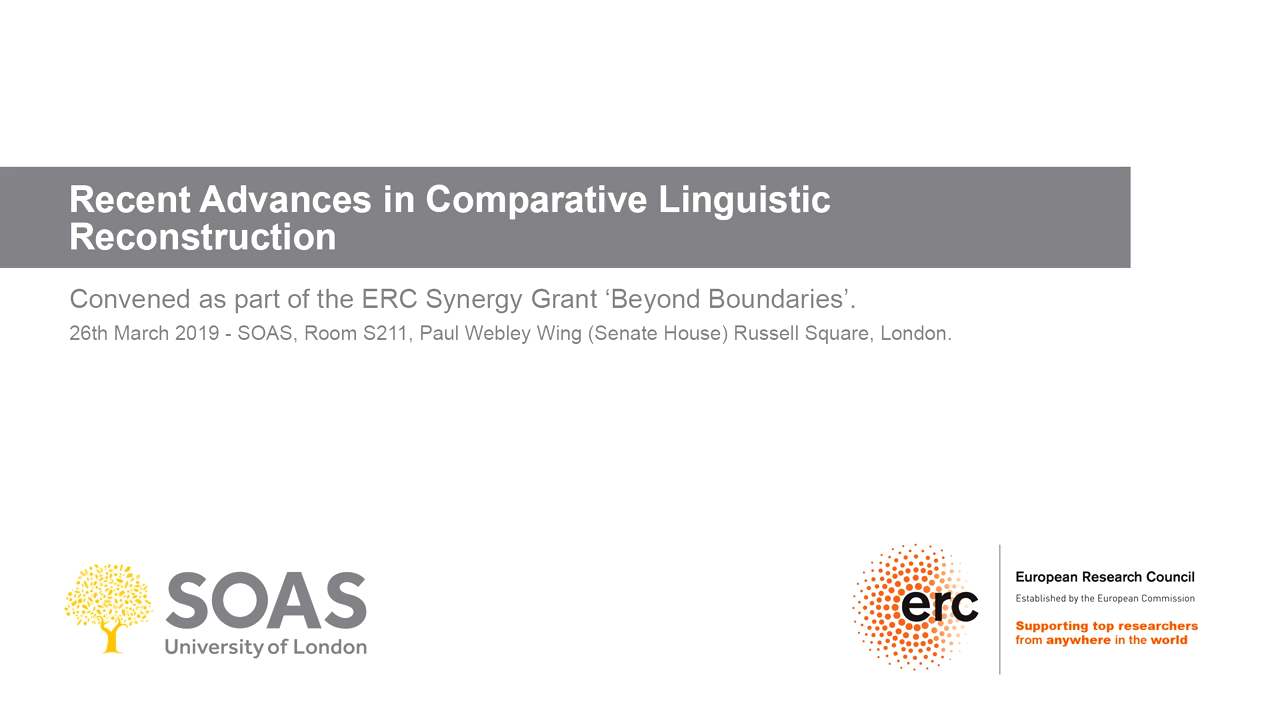 Recent Advances in Comparative Linguistic
Reconstruction
Convened as part of the ERC Synergy Grant ‘Beyond Boundaries’.
26th March 2019 - SOAS, Room S211, Paul Webley Wing (Senate House) Russell Square, London.
SOAS
University of London
erc
European Research Council
Established by the European Commission
Supporting top researchers
from anywhere in the world